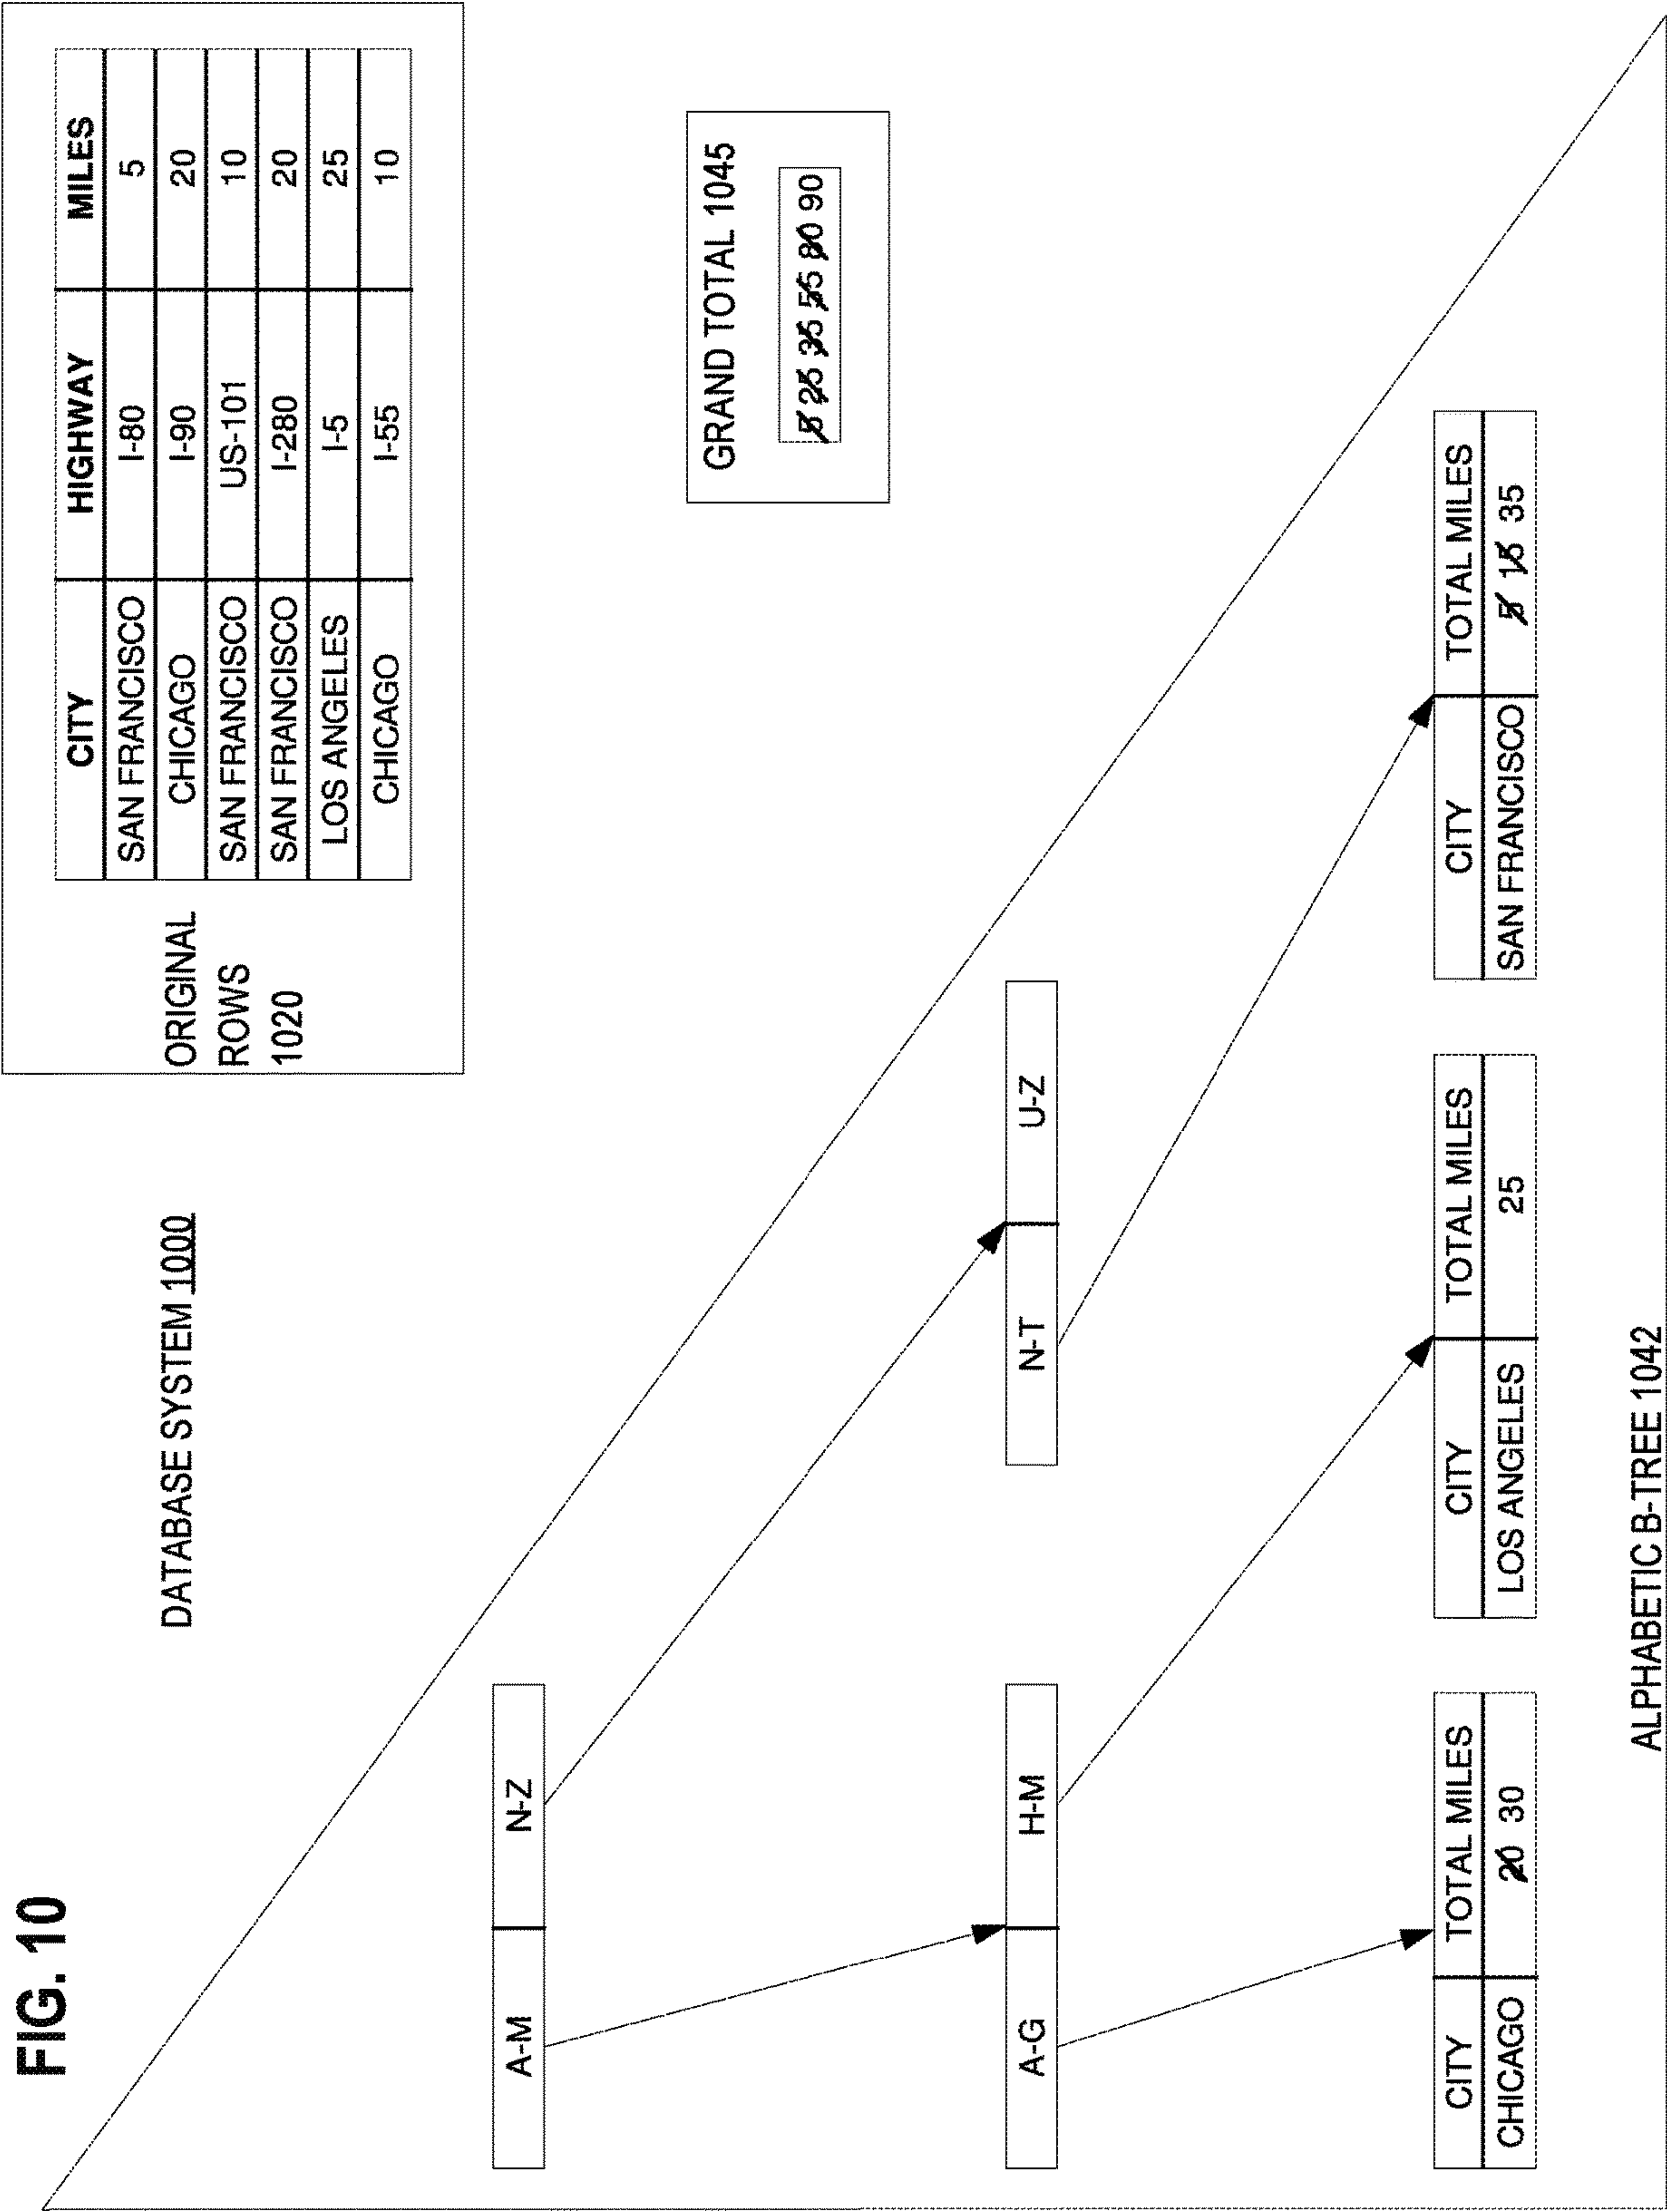 FIG. 10
DATABASE SYSTEM 1000
ORIGINAL
ROWS
1020
CITY HIGHWAY MILES
SAN FRANCISCO I-80 5
CHICAGO I-90 20
SAN FRANCISCO US-101 10
SAN FRANCISCO I-280 20
LOS ANGELES I-5 25
CHICAGO I-55 10
GRAND TOTAL 1045
5 25 35 55 80 90
A-M N-Z
A-G H-M N-T U-Z
CITY TOTAL MILES CITY TOTAL MILES CITY TOTAL MILES
CHICAGO 20 30 LOS ANGELES 25 SAN FRANCISCO 5 15 35
ALPHABETIC B-TREE 1042